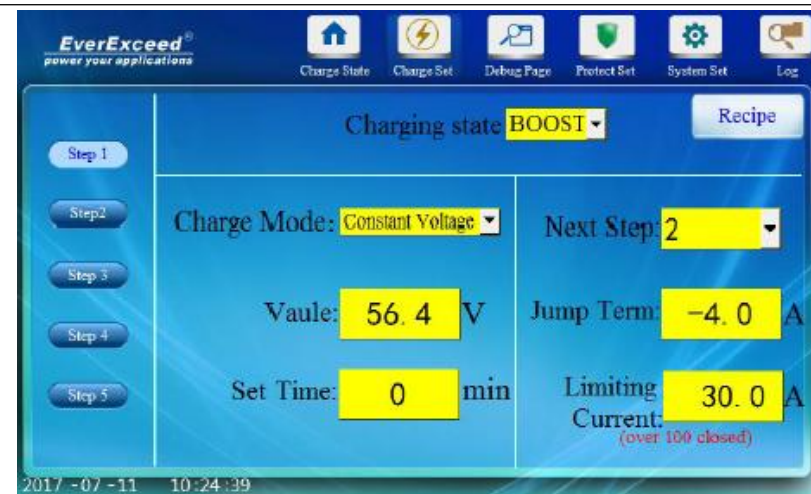 EverExceed®
power your applications
Charge State
Charge Set
Debug Page
Protect Set
System Set
Log
Charging state BOOST
Recipe
Step 1
Step2
Step 3
Step 4
Step 5
Charge Mode: Constant Voltage
Next Step: 2
Vaule: 56. 4 V
Jump Term: -4. 0 A
Set Time: 0 min
Limiting
Current: 30. 0 A
(over 100 closed)
2017 -07 -11 10:24:39